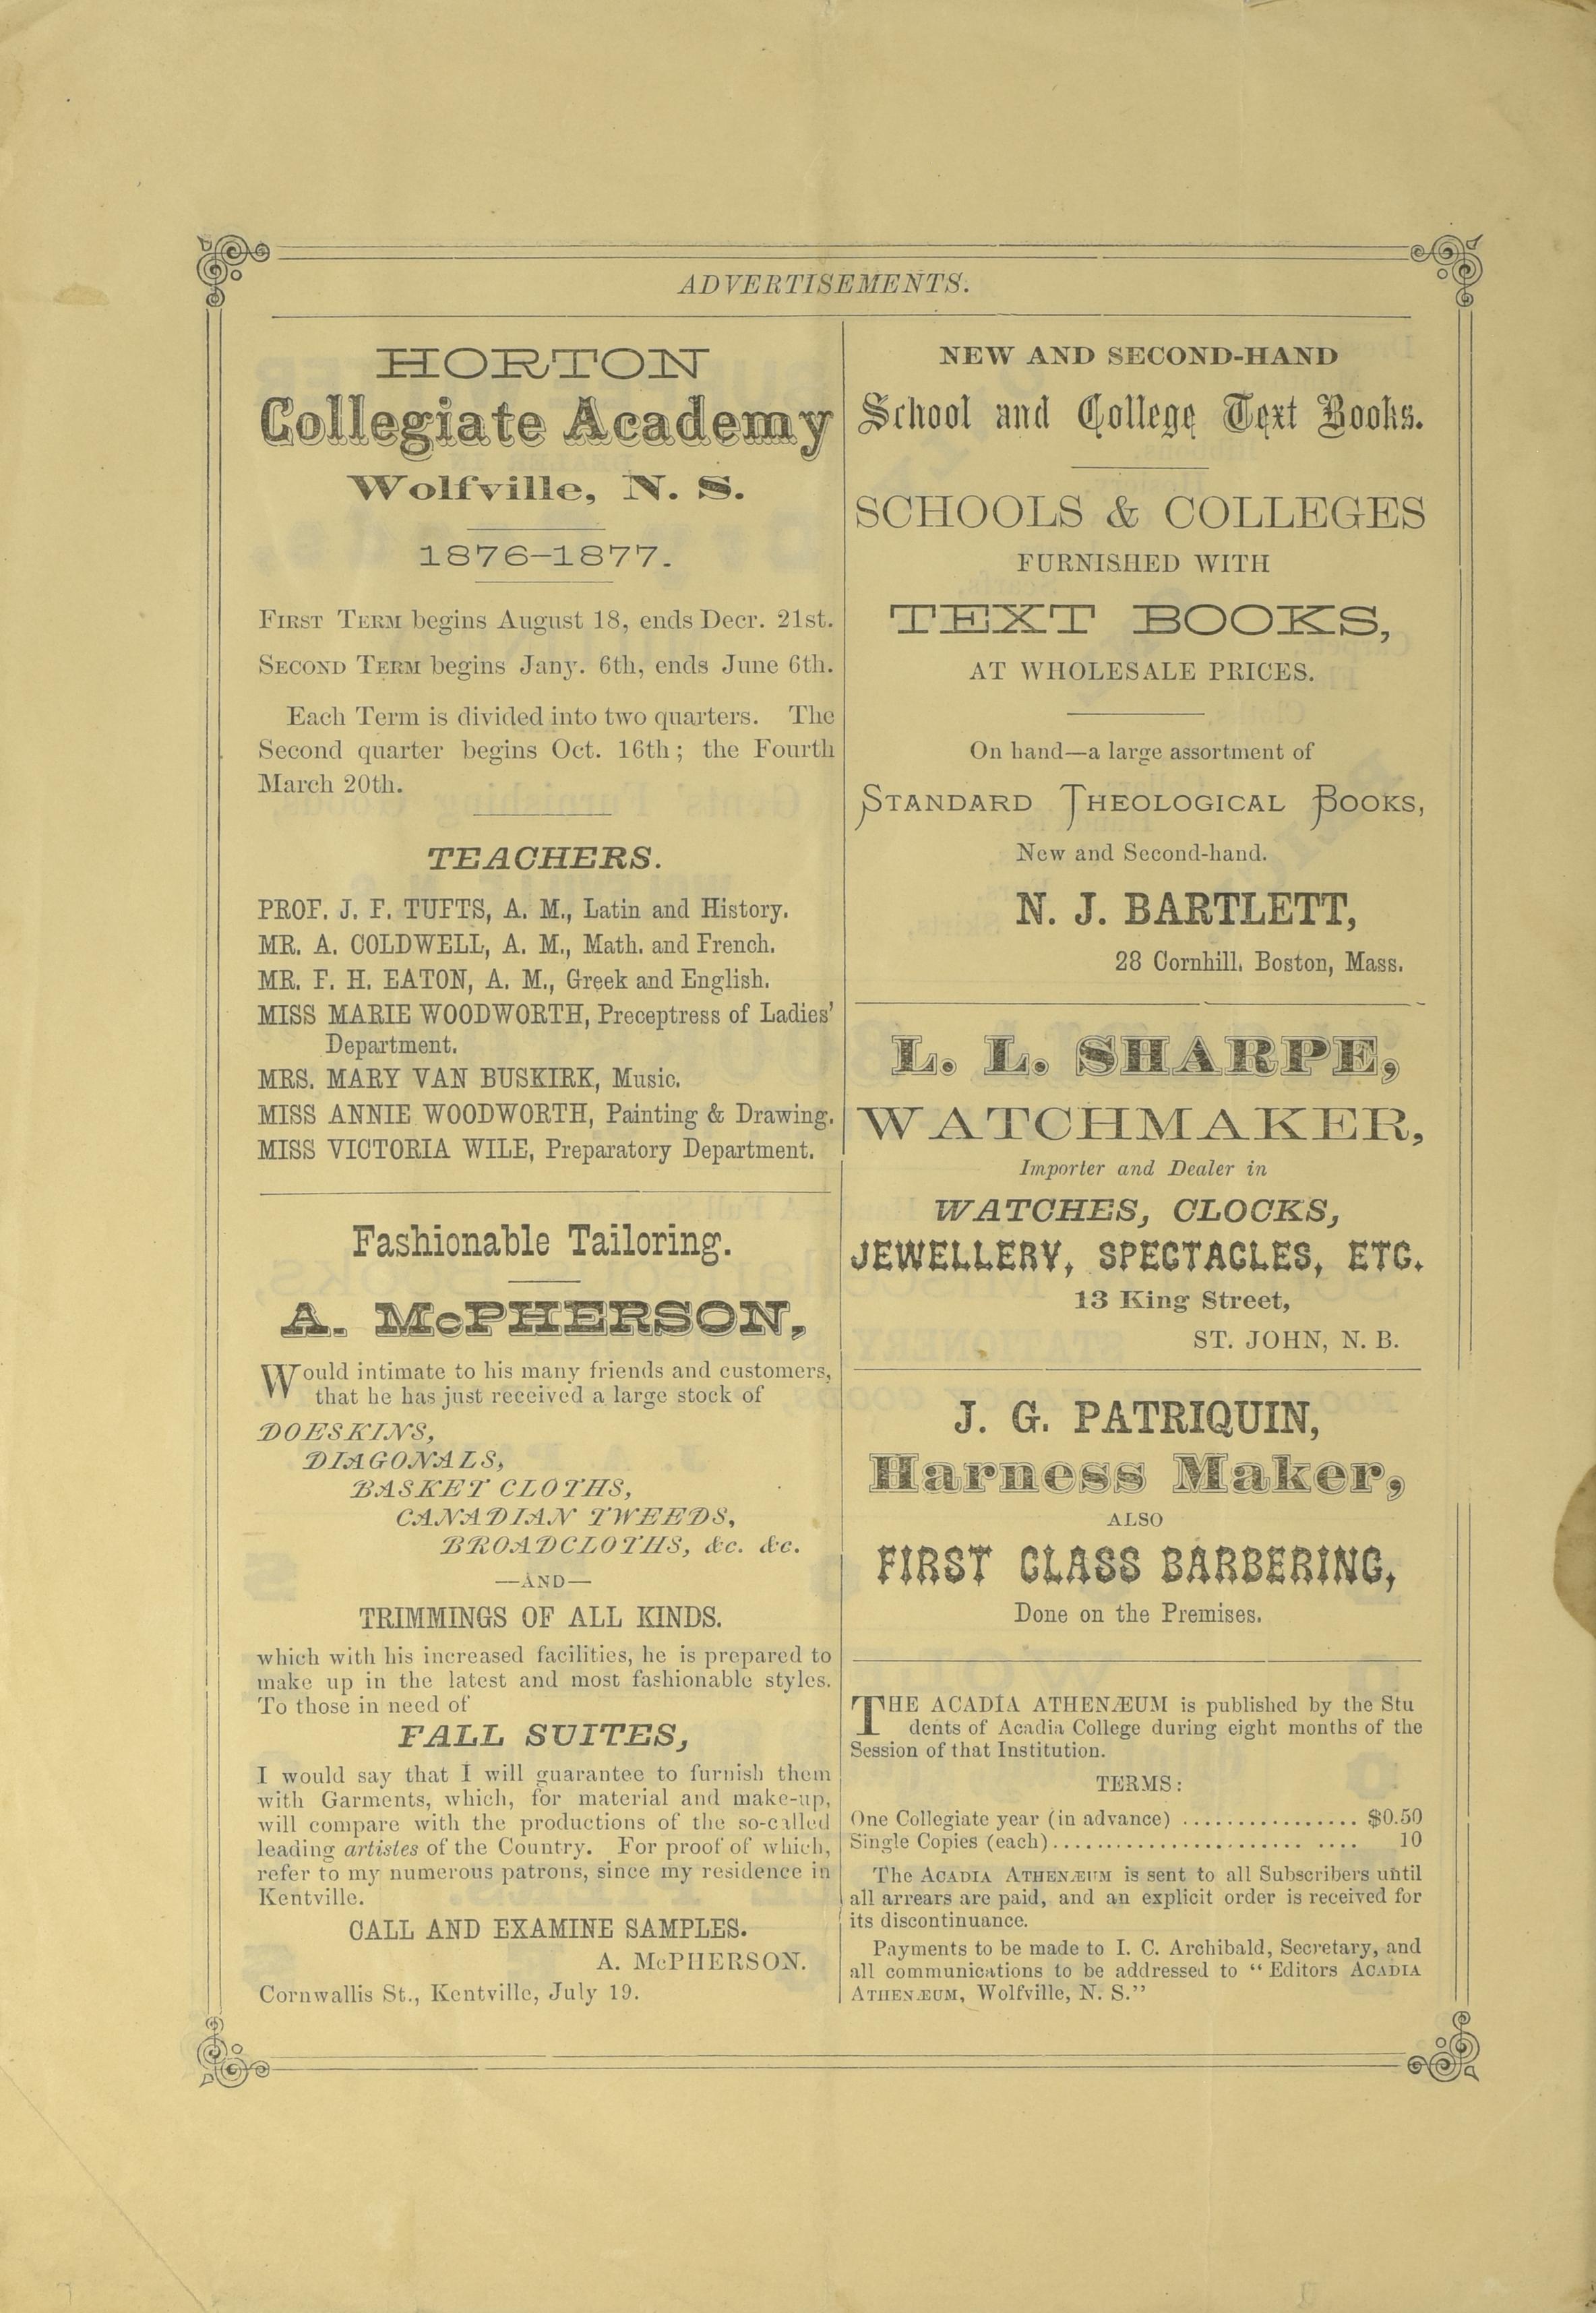 ADVERTISEMENTS.
HORTON
Collegiate Academy
Wolfville, N. S.
1876-1877.
FIRST TERM begins August 18, ends Decr. 21st.
SECOND TERM begins Jany. 6th, ends June 6th.
Each Term is divided into two quarters. The
Second quarter begins Oct. 16th; the Fourth
March 20th.
TEACHERS.
PROF. J. F. TUFTS, A. M., Latin and History.
MR. A. COLDWELL, A. M., Math. and French.
MR. F. H. EATON, A. M., Greek and English.
MISS MARIE WOODWORTH, Preceptress of Ladies'
Department.
MRS. MARY VAN BUSKIRK, Music.
MISS ANNIE WOODWORTH, Painting & Drawing.
MISS VICTORIA WILE, Preparatory Department.
Fashionable Tailoring.
A. McPHERSON,
Would intimate to his many friends and customers,
that he has just received a large stock of
DOESKINS,
DIAGONALS,
BASKET CLOTHS,
CANADIAN TWEEDS,
BROADCLOTHS, &c. &c.
—AND—
TRIMMINGS OF ALL KINDS.
which with his increased facilities, he is prepared to
make up in the latest and most fashionable styles.
To those in need of
FALL SUITES,
I would say that I will guarantee to furnish them
with Garments, which, for material and make-up,
will compare with the productions of the so-called
leading artistes of the Country. For proof of which,
refer to my numerous patrons, since my residence in
Kentville.
CALL AND EXAMINE SAMPLES.
A. McPHERSON.
Cornwallis St., Kentville, July 19.
NEW AND SECOND-HAND
School and College Text Books.
SCHOOLS & COLLEGES
FURNISHED WITH
TEXT BOOKS,
AT WHOLESALE PRICES.
On hand—a large assortment of
STANDARD THEOLOGICAL BOOKS,
New and Second-hand.
N. J. BARTLETT,
28 Cornhill, Boston, Mass.
L. L. SHARPE,
WATCHMAKER,
Importer and Dealer in
WATCHES, CLOCKS,
JEWELLERY, SPECTACLES, ETC.
13 King Street,
ST. JOHN, N. B.
J. G. PATRIQUIN,
Harness Maker,
ALSO
FIRST CLASS BARBERING,
Done on the Premises.
THE ACADIA ATHENÆUM is published by the Stu
dents of Acadia College during eight months of the
Session of that Institution.
TERMS:
One Collegiate year (in advance) ................ $0.50
Single Copies (each)...................... .... 10
The ACADIA ATHENÆUM is sent to all Subscribers until
all arrears are paid, and an explicit order is received for
its discontinuance.
Payments to be made to I. C. Archibald, Secretary, and
all communications to be addressed to "Editors ACADIA
ATHENÆUM, Wolfville, N. S."